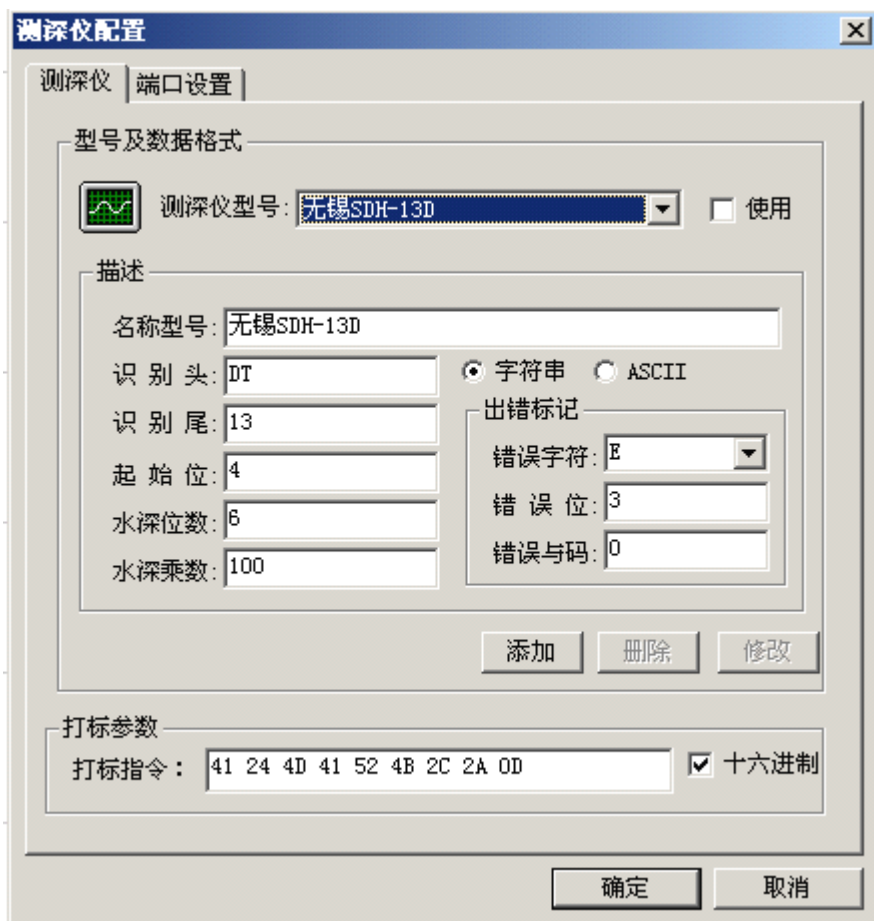 测深仪配置
测深仪 端口设置
型号及数据格式
测深仪型号: 无锡SDH-13D 使用
描述
名称型号: 无锡SDH-13D
识 别 头: DT 字符串 ASCII
识 别 尾: 13 出错标记
起 始 位: 4 错误字符: E
水深位数: 6 错 误 位: 3
水深乘数: 100 错误与码: 0
添加 删除 修改
打标参数
打标指令： 41 24 4D 41 52 4B 2C 2A 0D 十六进制
确定 取消